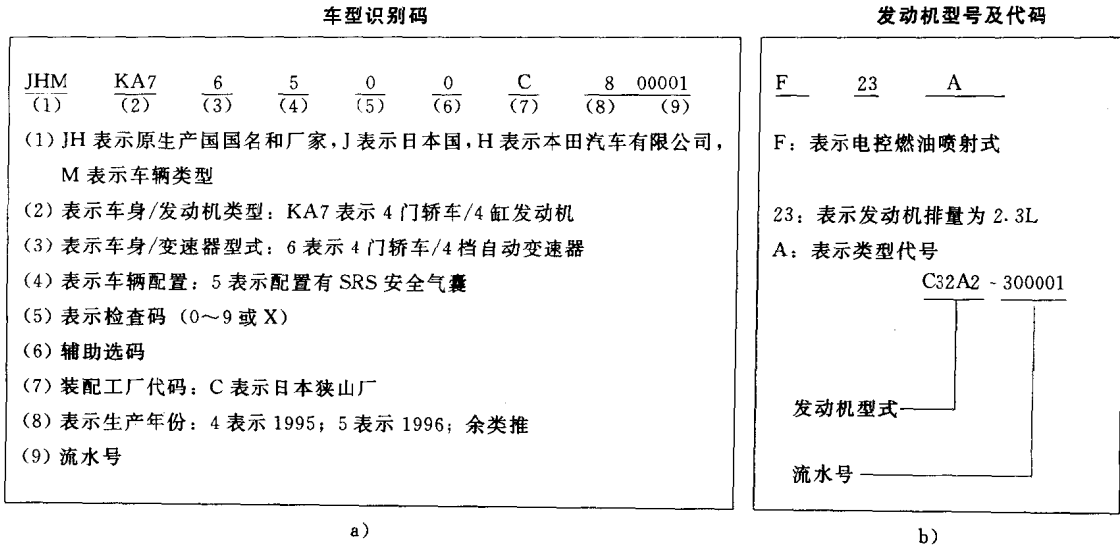 车型识别码
JHM KA7 6 5 0 0 C 8 00001
(1) (2) (3) (4) (5) (6) (7) (8) (9)
(1) JH 表示原生产国国名和厂家,J 表示日本国,H 表示本田汽车有限公司,
M 表示车辆类型
(2) 表示车身/发动机类型: KA7 表示 4 门轿车/4 缸发动机
(3) 表示车身/变速器型式: 6 表示 4 门轿车/4 档自动变速器
(4) 表示车辆配置: 5 表示配置有 SRS 安全气囊
(5) 表示检查码 (0~9 或 X)
(6) 辅助选码
(7) 装配工厂代码: C 表示日本狭山厂
(8) 表示生产年份: 4 表示 1995; 5 表示 1996; 余类推
(9) 流水号
a)
发动机型号及代码
F 23 A
F: 表示电控燃油喷射式
23: 表示发动机排量为 2.3L
A: 表示类型代号
C32A2 - 300001
发动机型式
流水号
b)